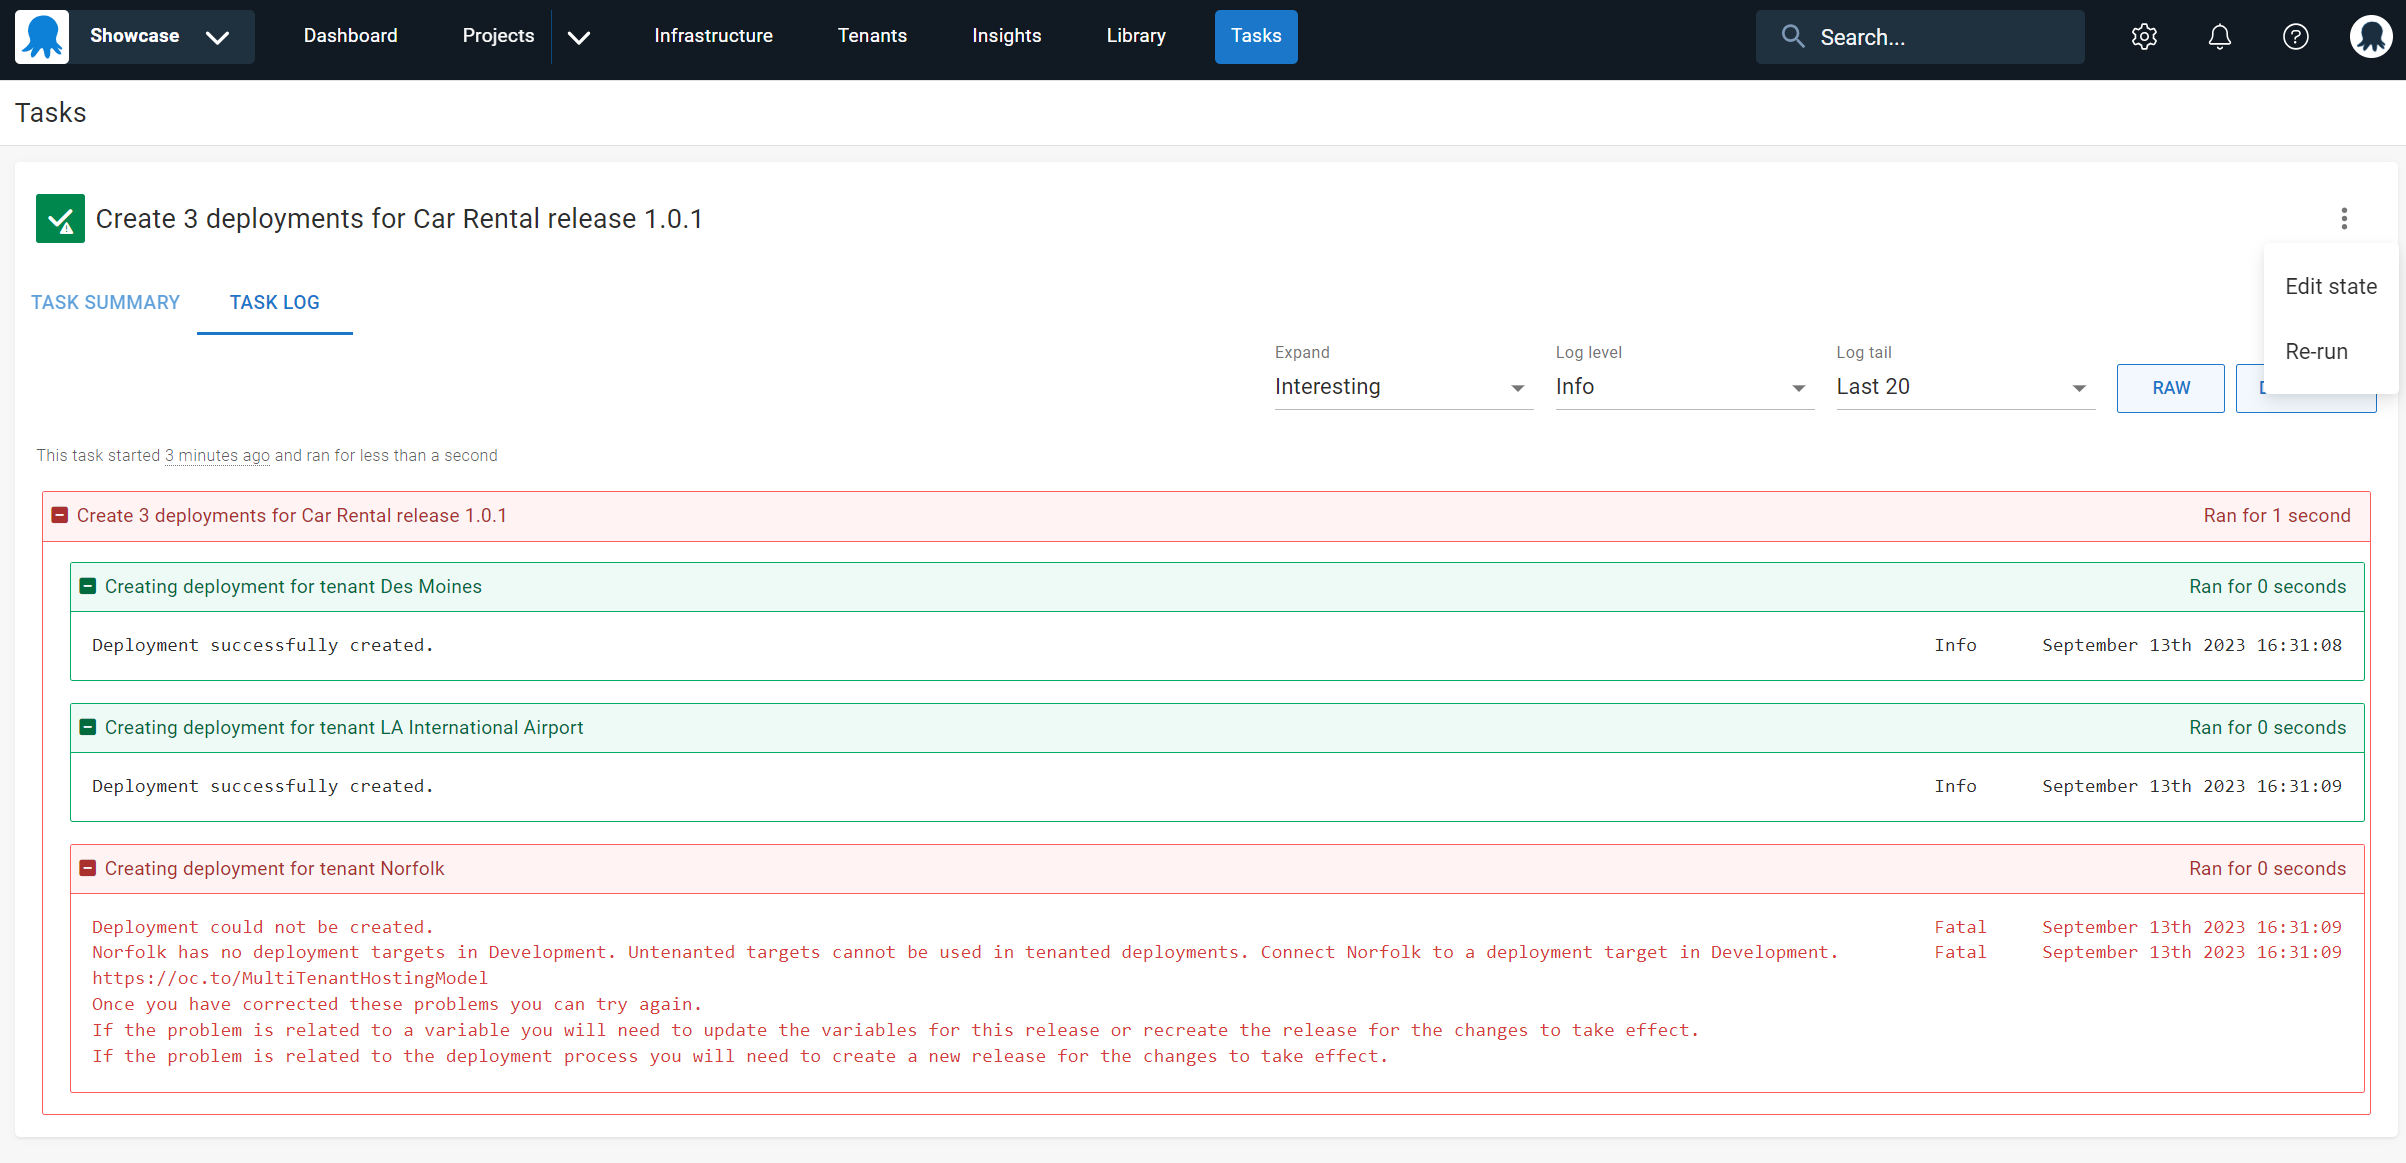 Showcase
Dashboard
Projects
Infrastructure
Tenants
Insights
Library
Tasks
Search...
Tasks
Create 3 deployments for Car Rental release 1.0.1
Edit state
Re-run
TASK SUMMARY
TASK LOG
Expand
Interesting
Log level
Info
Log tail
Last 20
RAW
This task started 3 minutes ago and ran for less than a second
Create 3 deployments for Car Rental release 1.0.1 Ran for 1 second
Creating deployment for tenant Des Moines Ran for 0 seconds
Deployment successfully created. Info September 13th 2023 16:31:08
Creating deployment for tenant LA International Airport Ran for 0 seconds
Deployment successfully created. Info September 13th 2023 16:31:09
Creating deployment for tenant Norfolk Ran for 0 seconds
Deployment could not be created. Fatal September 13th 2023 16:31:09
Norfolk has no deployment targets in Development. Untenanted targets cannot be used in tenanted deployments. Connect Norfolk to a deployment target in Development. Fatal September 13th 2023 16:31:09
https://oc.to/MultiTenantHostingModel
Once you have corrected these problems you can try again.
If the problem is related to a variable you will need to update the variables for this release or recreate the release for the changes to take effect.
If the problem is related to the deployment process you will need to create a new release for the changes to take effect.